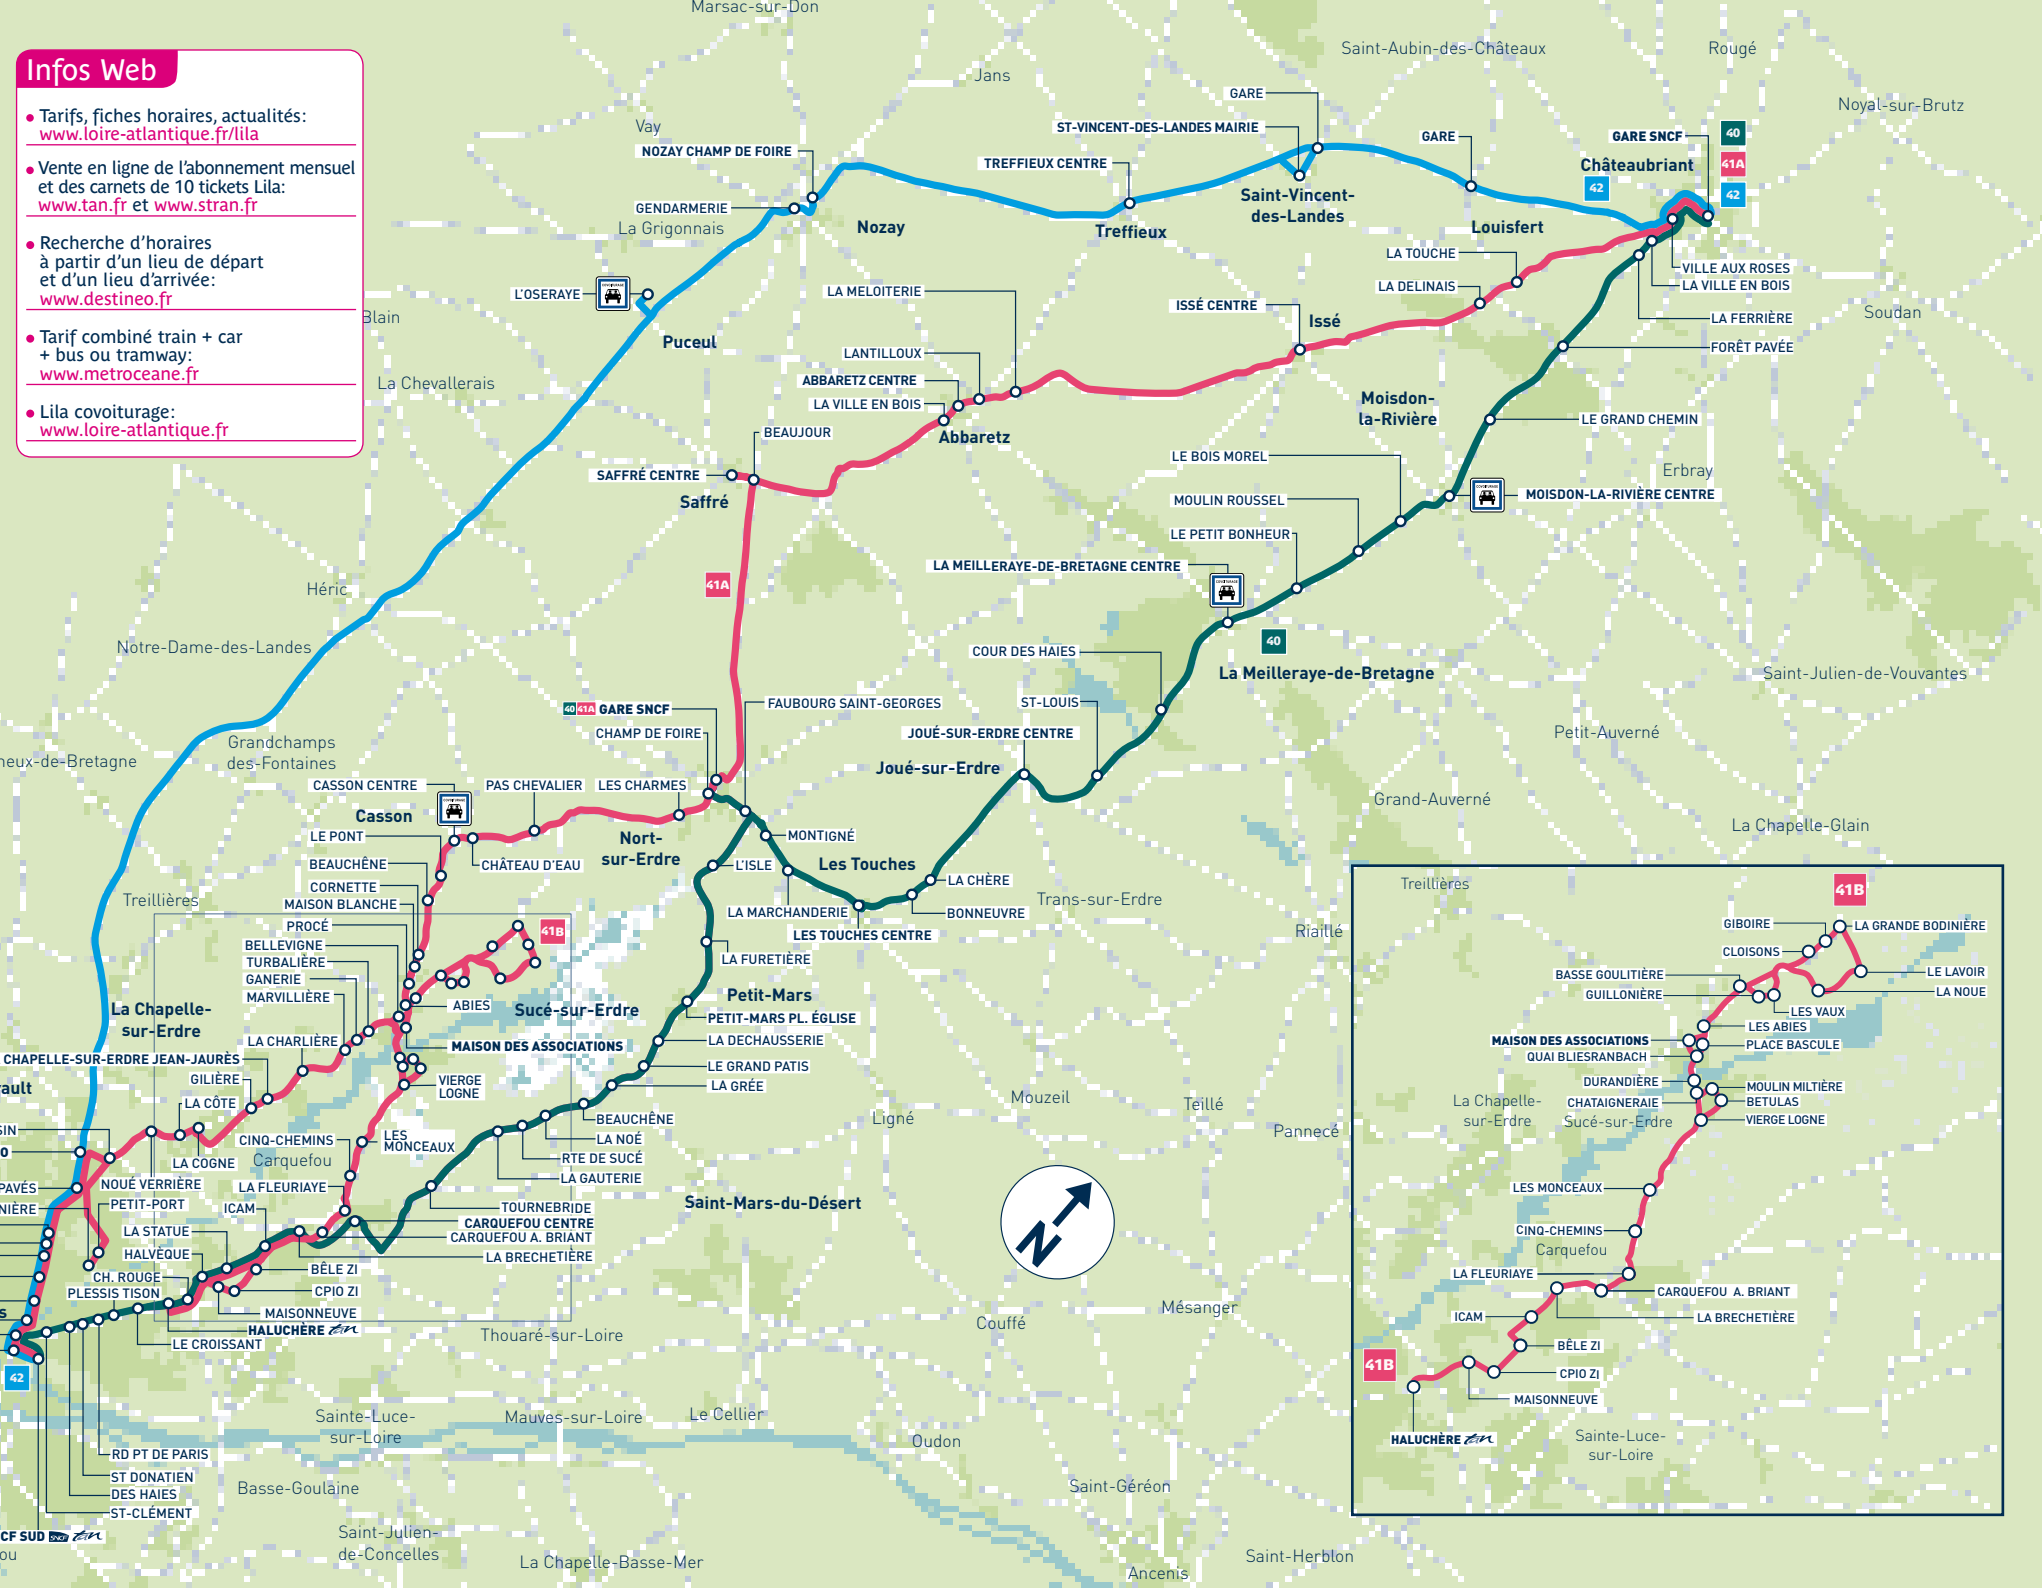 Marsac-sur-Don
Infos Web
Tarifs, fiches horaires, actualités:
www.loire-atlantique.fr/lila
Vente en ligne de l'abonnement mensuel
et des carnets de 10 tickets Lila:
www.tan.fr et www.stran.fr
Recherche d'horaires
à partir d'un lieu de départ
et d'un lieu d'arrivée:
www.destineo.fr
Tarif combiné train + car
+ bus ou tramway:
www.metroceane.fr
Lila covoiturage:
www.loire-atlantique.fr
Saint-Aubin-des-Châteaux
Rougé
Jans
Noyal-sur-Brutz
Vay
GARE
ST-VINCENT-DES-LANDES MAIRIE
GARE
GARE SNCF
40
41A
42
Châteaubriant
42
NOZAY CHAMP DE FOIRE
TREFFIEUX CENTRE
Saint-Vincent-
des-Landes
GENDARMERIE
La Grigonnais
Nozay
Treffieux
Louisfert
LA TOUCHE
VILLE AUX ROSES
LA VILLE EN BOIS
LA DELINAIS
L'OSERAYE
COVOITURAGE
LA MELOITERIE
ISSÉ CENTRE
Issé
LA FERRIÈRE
Soudan
Blain
Puceul
FORÊT PAVÉE
LANTILLOUX
La Chevallerais
ABBARETZ CENTRE
LA VILLE EN BOIS
Moisdon-
la-Rivière
LE GRAND CHEMIN
BEAUJOUR
Abbaretz
LE BOIS MOREL
Erbray
SAFFRÉ CENTRE
Saffré
MOULIN ROUSSEL
COVOITURAGE
MOISDON-LA-RIVIÈRE CENTRE
LE PETIT BONHEUR
LA MEILLERAYE-DE-BRETAGNE CENTRE
COVOITURAGE
41A
Héric
40
Notre-Dame-des-Landes
COUR DES HAIES
La Meilleraye-de-Bretagne
Saint-Julien-de-Vouvantes
40
41A
GARE SNCF
FAUBOURG SAINT-GEORGES
ST-LOUIS
CHAMP DE FOIRE
JOUÉ-SUR-ERDRE CENTRE
Petit-Auverné
Grandchamps
des-Fontaines
neux-de-Bretagne
Joué-sur-Erdre
CASSON CENTRE
COVOITURAGE
PAS CHEVALIER
LES CHARMES
Grand-Auverné
Casson
La Chapelle-Glain
LE PONT
Nort-
sur-Erdre
MONTIGNÉ
BEAUCHÊNE
CHÂTEAU D'EAU
L'ISLE
Les Touches
LA CHÈRE
CORNETTE
Treillières
MAISON BLANCHE
LA MARCHANDERIE
BONNEUVRE
Trans-sur-Erdre
PROCÉ
41B
LES TOUCHES CENTRE
Riaillé
BELLEVIGNE
TURBALIÈRE
LA FURETIÈRE
GANERIE
MARVILLIÈRE
ABIES
Petit-Mars
La Chapelle-
sur-Erdre
Sucé-sur-Erdre
PETIT-MARS PL. ÉGLISE
LA CHARLIÈRE
MAISON DES ASSOCIATIONS
LA DECHAUSSERIE
CHAPELLE-SUR-ERDRE JEAN-JAURÈS
LE GRAND PATIS
GILIÈRE
VIERGE
LOGNE
LA GRÉE
rault
LA CÔTE
BEAUCHÊNE
Mouzeil
Teillé
Ligné
SIN
CINQ-CHEMINS
Carquefou
LES
MONCEAUX
LA NOÉ
Pannecé
O
LA COGNE
RTE DE SUCÉ
PAVÉS
NOUÉ VERRIÈRE
LA FLEURIAYE
LA GAUTERIE
NIÈRE
PETIT-PORT
ICAM
TOURNEBRIDE
Saint-Mars-du-Désert
LA STATUE
CARQUEFOU CENTRE
CARQUEFOU A. BRIANT
HALVÈQUE
LA BRECHETIÈRE
N
CH. ROUGE
BÊLE ZI
PLESSIS TISON
CPIO ZI
Mésanger
s
MAISONNEUVE
Couffé
HALUCHÈRE tan
Thouaré-sur-Loire
LE CROISSANT
42
Sainte-Luce-
sur-Loire
Mauves-sur-Loire
Le Cellier
Oudon
RD PT DE PARIS
ST DONATIEN
Basse-Goulaine
Saint-Géréon
DES HAIES
ST-CLÉMENT
CF SUD SNCF tan
ou
Saint-Julien-
de-Concelles
La Chapelle-Basse-Mer
Saint-Herblon
Ancenis
Treillières
41B
GIBOIRE
LA GRANDE BODINIÈRE
CLOISONS
BASSE GOULITIÈRE
LE LAVOIR
GUILLONIÈRE
LA NOUE
LES VAUX
LES ABIES
MAISON DES ASSOCIATIONS
PLACE BASCULE
QUAI BLIESRANBACH
DURANDIÈRE
MOULIN MILTIÈRE
La Chapelle-
sur-Erdre
CHATAIGNERAIE
BETULAS
Sucé-sur-Erdre
VIERGE LOGNE
LES MONCEAUX
CINQ-CHEMINS
Carquefou
LA FLEURIAYE
CARQUEFOU A. BRIANT
ICAM
LA BRECHETIÈRE
BÊLE ZI
41B
CPIO ZI
MAISONNEUVE
HALUCHÈRE tan
Sainte-Luce-
sur-Loire